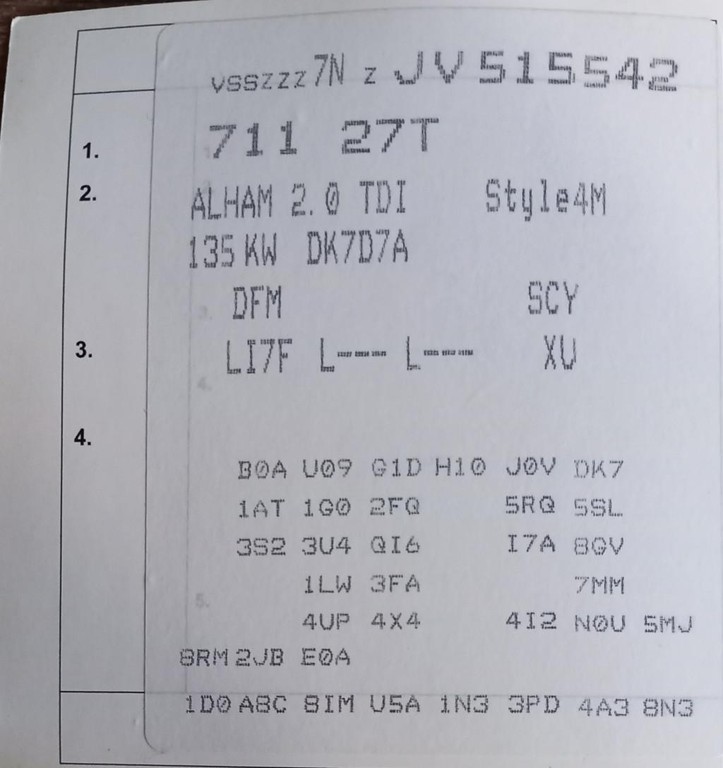 VSSZZZ7N Z JV515542
1. 711 27T
2. ALHAM 2.0 TDI Style4M
135 KW DK7D7A
DFM SCY
3. LI7F L---- L---- XU
4.
B0A U09 G1D H10 J0V DK7
1AT 1G0 2FQ 5RQ 5SL
3S2 3U4 QI6 I7A 8GV
1LW 3FA 7MM
4UP 4X4 4I2 N0U 5MJ
8RM 2JB E0A
1D0 A8C 8IM U5A 1N3 3PD 4A3 8N3